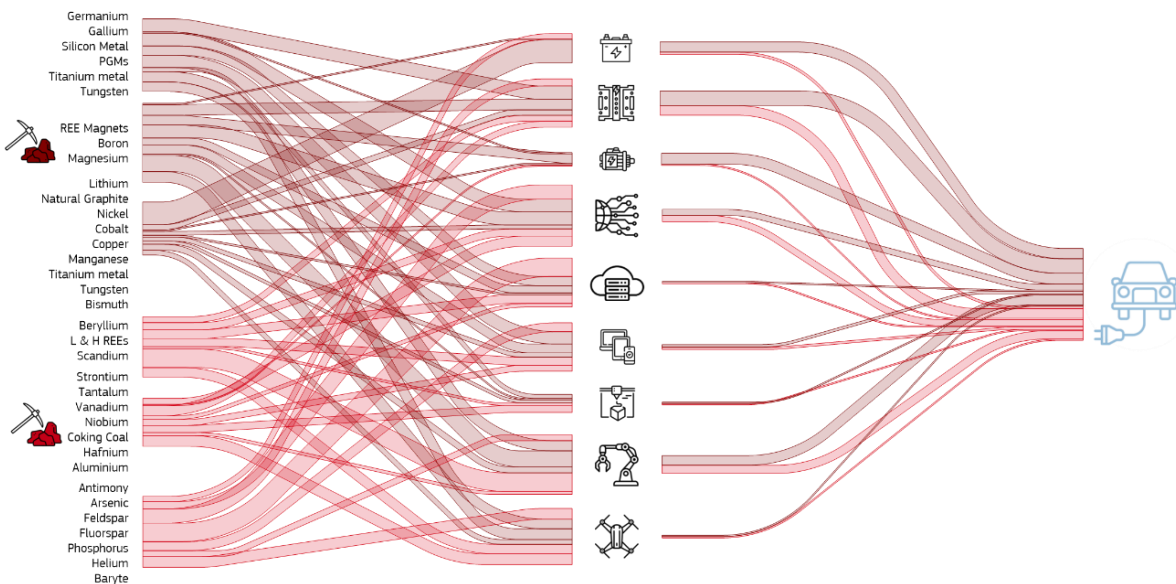 Germanium
Gallium
Silicon Metal
PGMs
Titanium metal
Tungsten
REE Magnets
Boron
Magnesium
Lithium
Natural Graphite
Nickel
Cobalt
Copper
Manganese
Titanium metal
Tungsten
Bismuth
Beryllium
L & H REEs
Scandium
Strontium
Tantalum
Vanadium
Niobium
Coking Coal
Hafnium
Aluminium
Antimony
Arsenic
Feldspar
Fluorspar
Phosphorus
Helium
Baryte